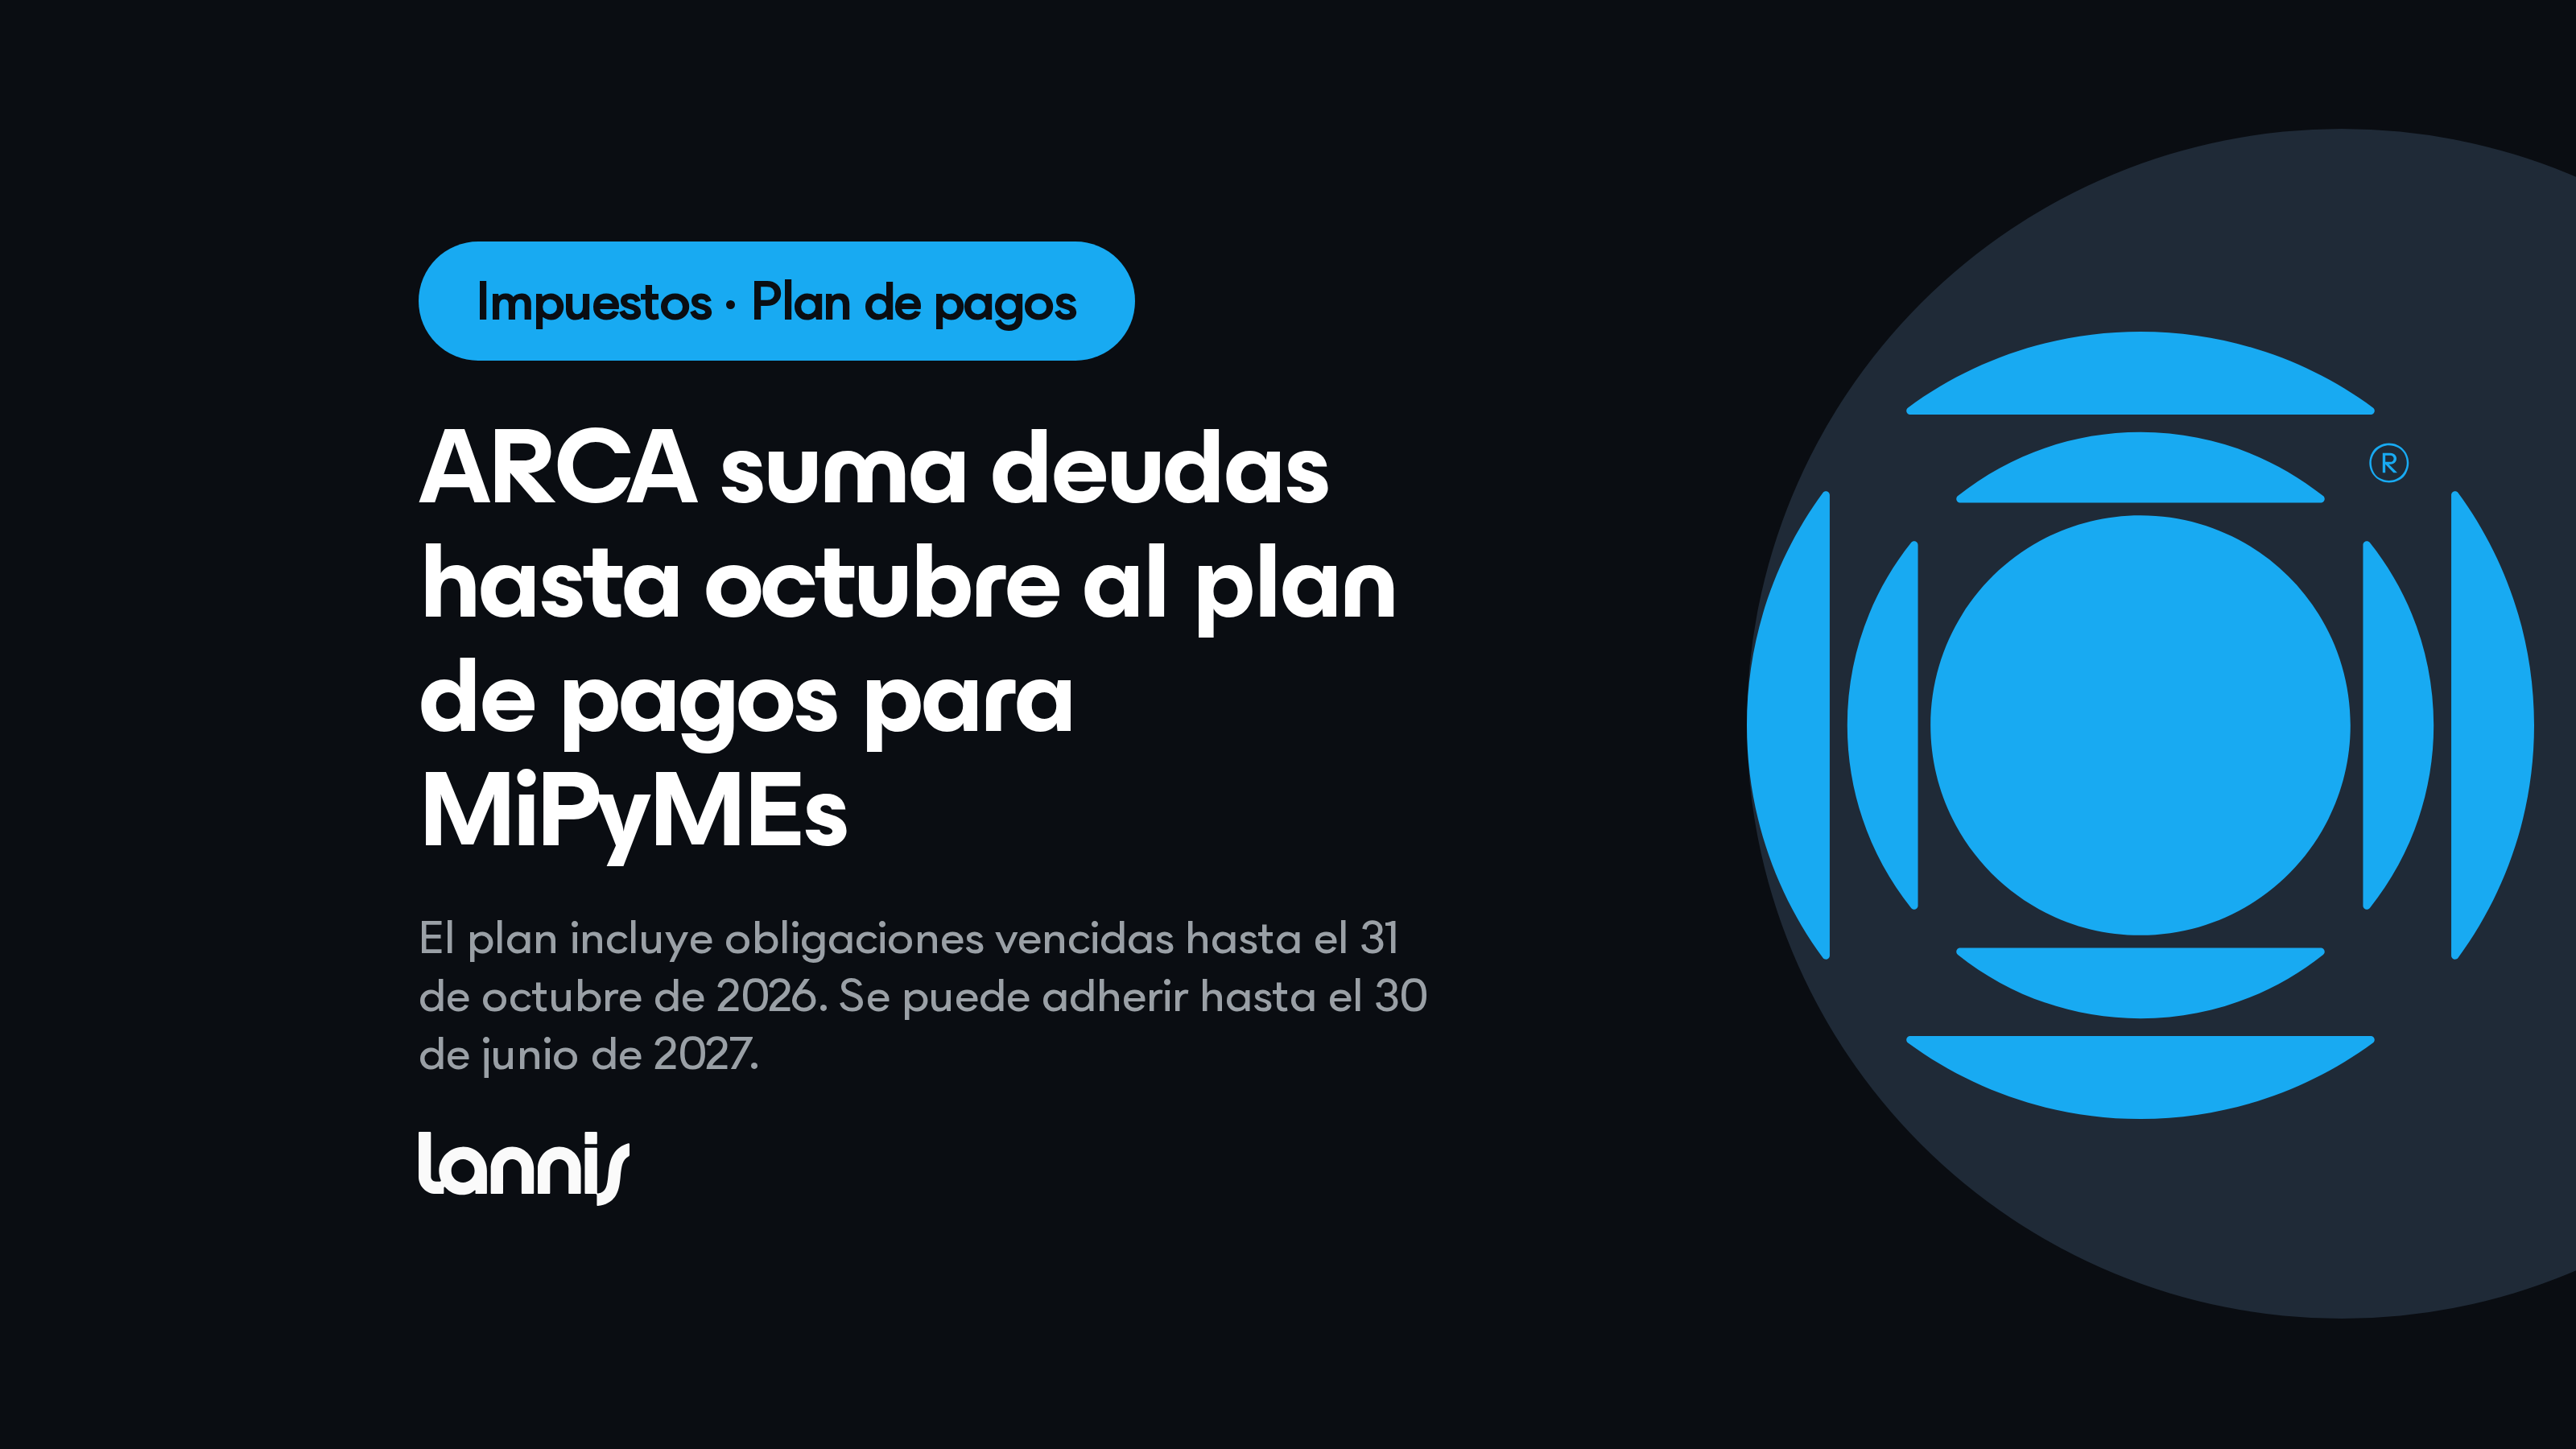 Impuestos · Plan de pagos
ARCA suma deudas
hasta octubre al plan
de pagos para
MiPyMEs
El plan incluye obligaciones vencidas hasta el 31
de octubre de 2026. Se puede adherir hasta el 30
de junio de 2027.
lannis
®